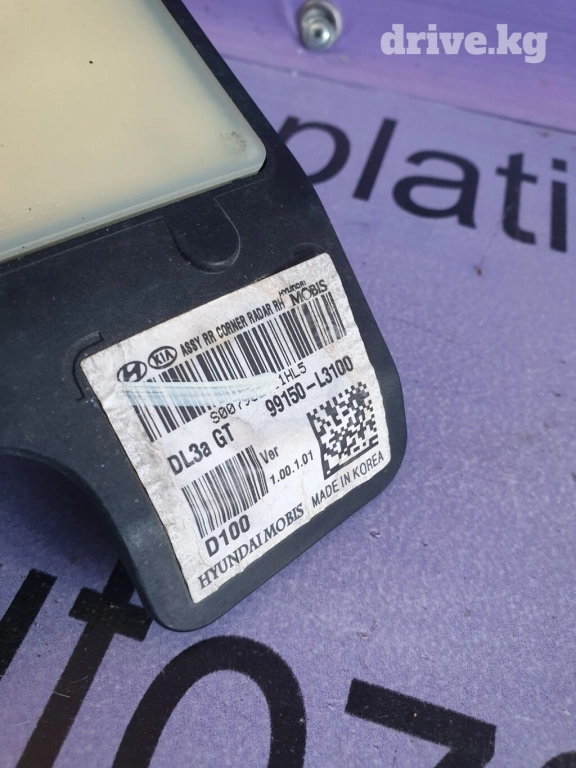 drive.kg
plati
KIA
ASSY RR CORNER RADAR RH
HYUNDAI
MOBIS
1HL5
99150-L3100
DL3a GT
Ver
1.00.1.01
D100
HYUNDAI MOBIS
MADE IN KOREA